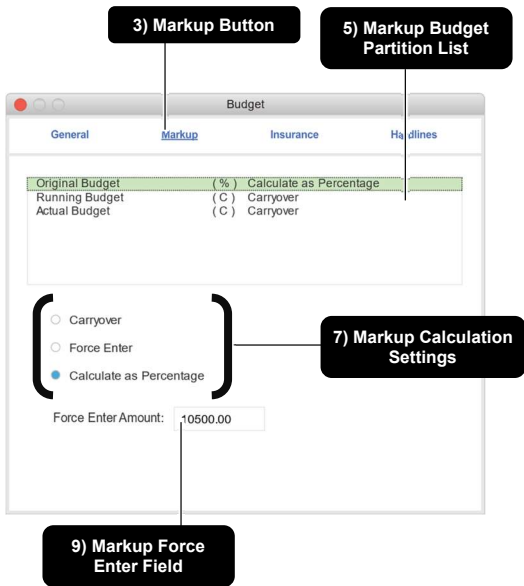 3) Markup Button
5) Markup Budget
Partition List
Budget
General Markup Insurance Headlines
Original Budget ( % ) Calculate as Percentage
Running Budget ( C ) Carryover
Actual Budget ( C ) Carryover
Carryover
Force Enter
Calculate as Percentage
7) Markup Calculation
Settings
Force Enter Amount: 10500.00
9) Markup Force
Enter Field